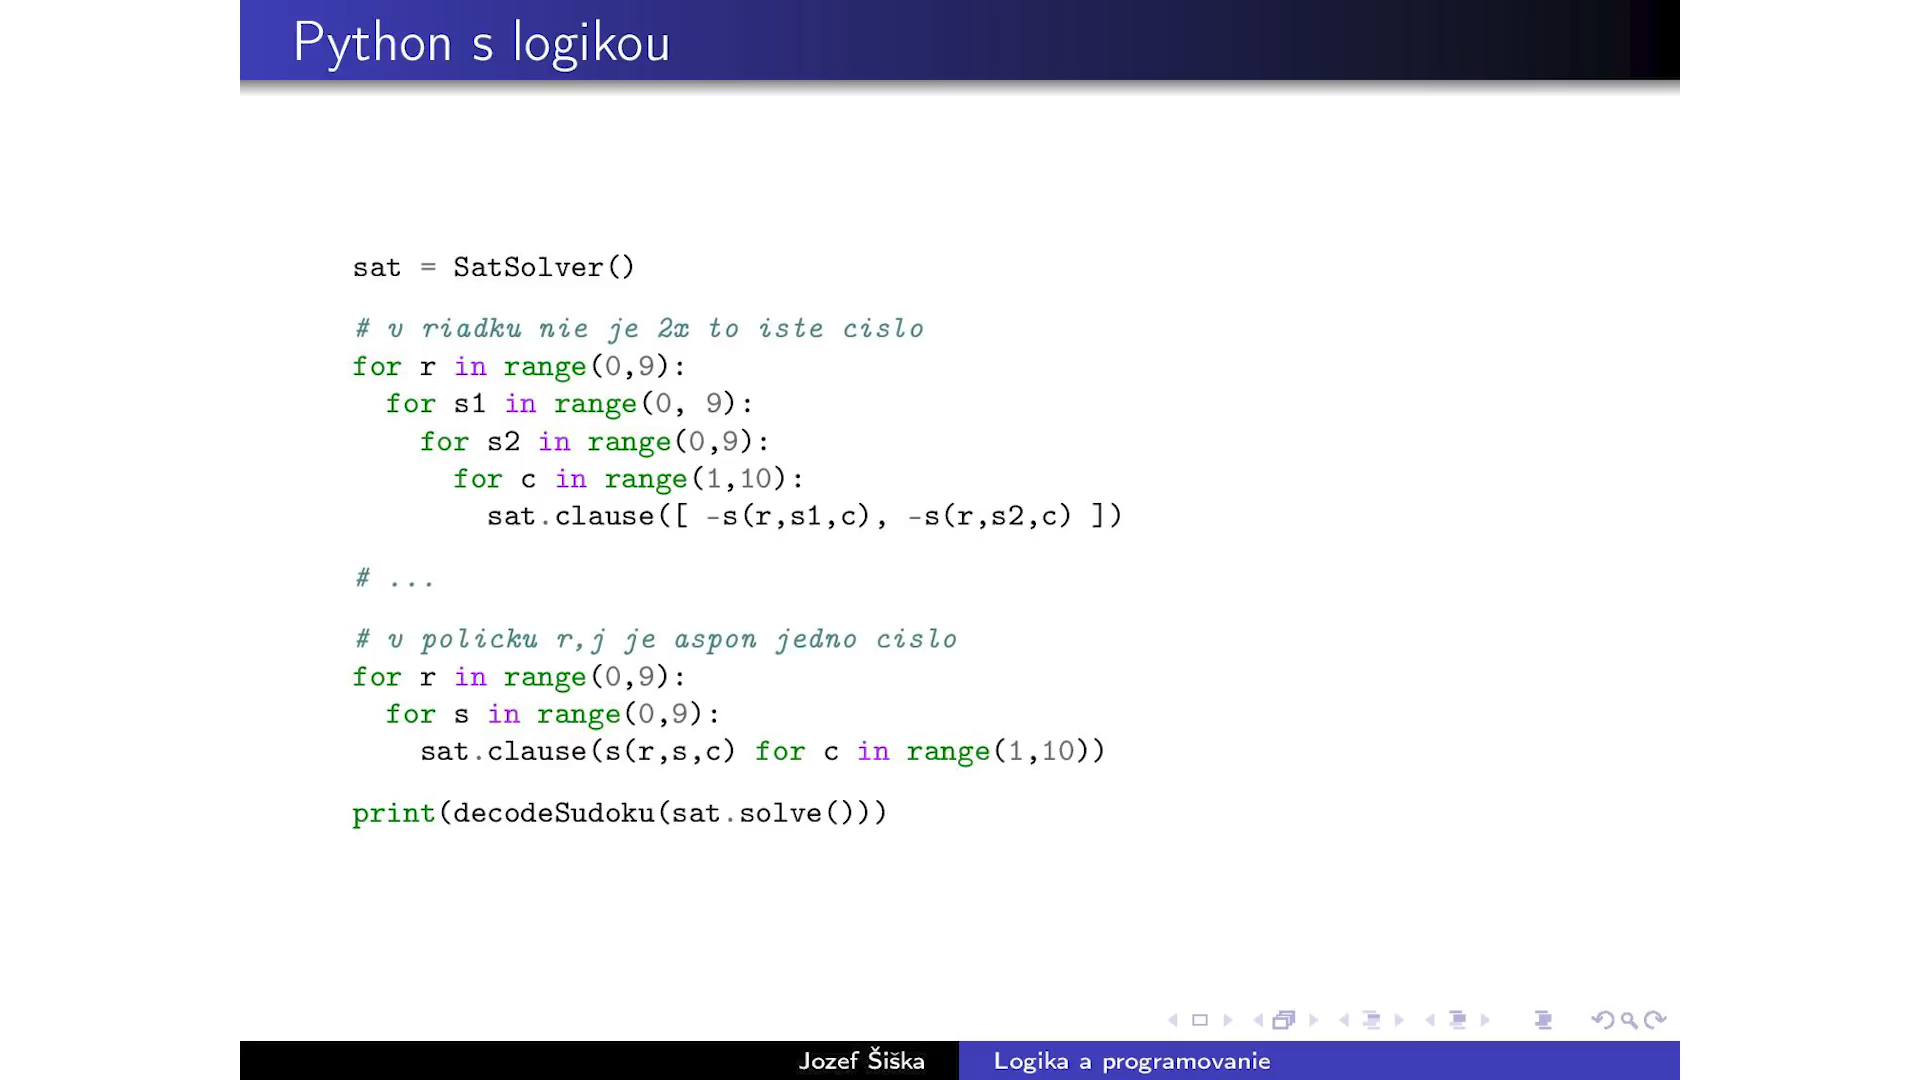 Python s logikou
sat = SatSolver()
# v riadku nie je 2x to iste cislo
for r in range(0,9):
  for s1 in range(0, 9):
    for s2 in range(0,9):
      for c in range(1,10):
        sat.clause([ -s(r,s1,c), -s(r,s2,c) ])
# ...
# v policku r,j je aspon jedno cislo
for r in range(0,9):
  for s in range(0,9):
    sat.clause(s(r,s,c) for c in range(1,10))
print(decodeSudoku(sat.solve()))
Jozef Šiška
Logika a programovanie